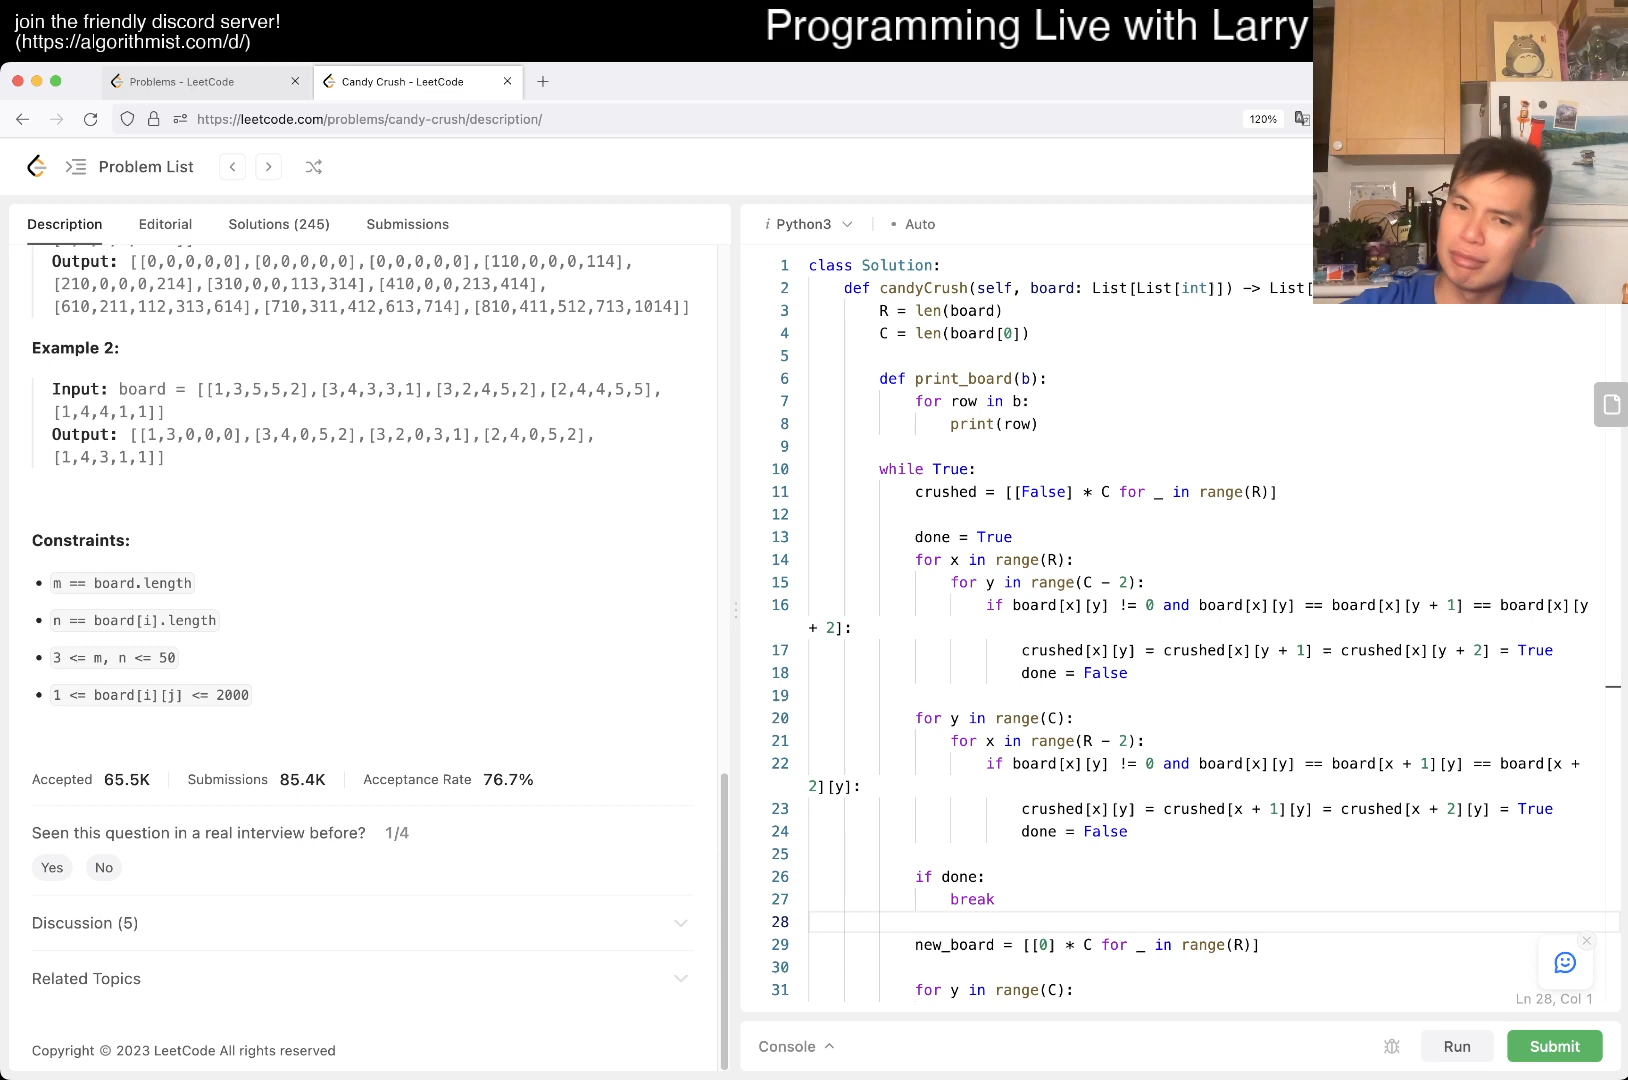 join the friendly discord server!
(https://algorithmist.com/d/)
Programming Live with Larry
Problems - LeetCode
Candy Crush - LeetCode
https://leetcode.com/problems/candy-crush/description/
120%
Problem List
Description Editorial Solutions (245) Submissions
Output: [[0,0,0,0,0],[0,0,0,0,0],[0,0,0,0,0],[110,0,0,0,114],
[210,0,0,0,214],[310,0,0,113,314],[410,0,0,213,414],
[610,211,112,313,614],[710,311,412,613,714],[810,411,512,713,1014]]
Example 2:
Input: board = [[1,3,5,5,2],[3,4,3,3,1],[3,2,4,5,2],[2,4,4,5,5],
[1,4,4,1,1]]
Output: [[1,3,0,0,0],[3,4,0,5,2],[3,2,0,3,1],[2,4,0,5,2],
[1,4,3,1,1]]
Constraints:
m == board.length
n == board[i].length
3 <= m, n <= 50
1 <= board[i][j] <= 2000
Accepted 65.5K Submissions 85.4K Acceptance Rate 76.7%
Seen this question in a real interview before? 1/4
Yes No
Discussion (5)
Related Topics
Copyright © 2023 LeetCode All rights reserved
i Python3 • Auto
1 class Solution:
2 def candyCrush(self, board: List[List[int]]) -> List[
3 R = len(board)
4 C = len(board[0])
5
6 def print_board(b):
7 for row in b:
8 print(row)
9
10 while True:
11 crushed = [[False] * C for _ in range(R)]
12
13 done = True
14 for x in range(R):
15 for y in range(C - 2):
16 if board[x][y] != 0 and board[x][y] == board[x][y + 1] == board[x][y
+ 2]:
17 crushed[x][y] = crushed[x][y + 1] = crushed[x][y + 2] = True
18 done = False
19
20 for y in range(C):
21 for x in range(R - 2):
22 if board[x][y] != 0 and board[x][y] == board[x + 1][y] == board[x +
2][y]:
23 crushed[x][y] = crushed[x + 1][y] = crushed[x + 2][y] = True
24 done = False
25
26 if done:
27 break
28
29 new_board = [[0] * C for _ in range(R)]
30
31 for y in range(C):
Ln 28, Col 1
Console
Run
Submit